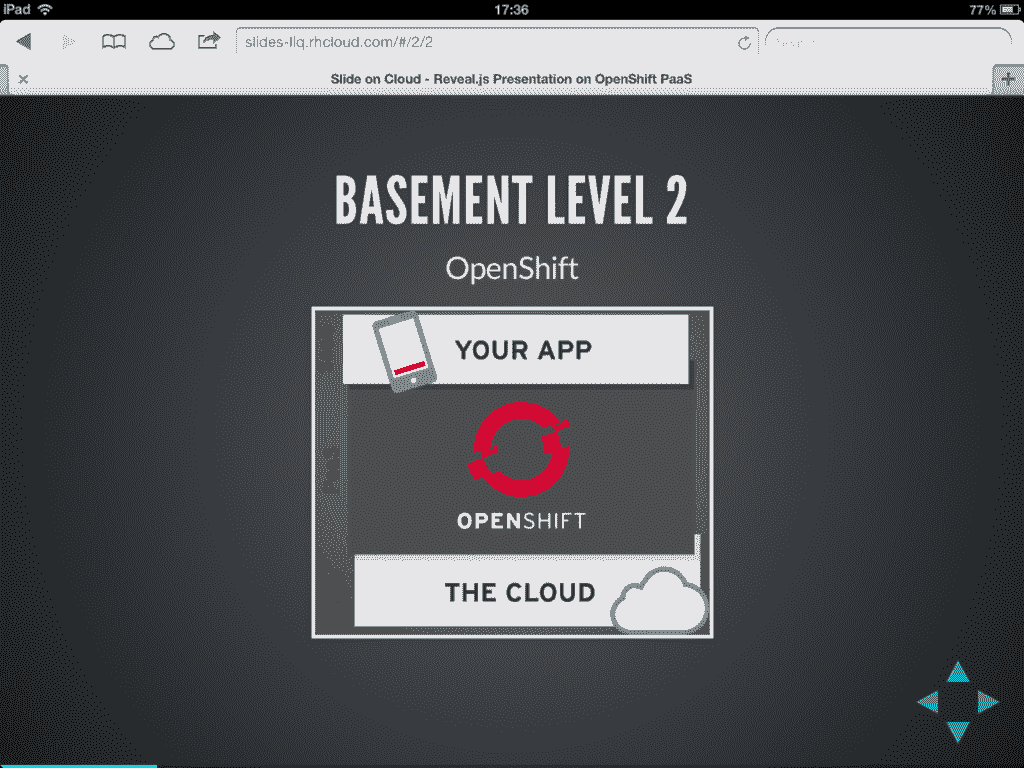 iPad 17:36 77%
slides-llq.rhcloud.com/#/2/2
Slide on Cloud - Reveal.js Presentation on OpenShift PaaS
BASEMENT LEVEL 2
OpenShift
YOUR APP
OPENSHIFT
THE CLOUD